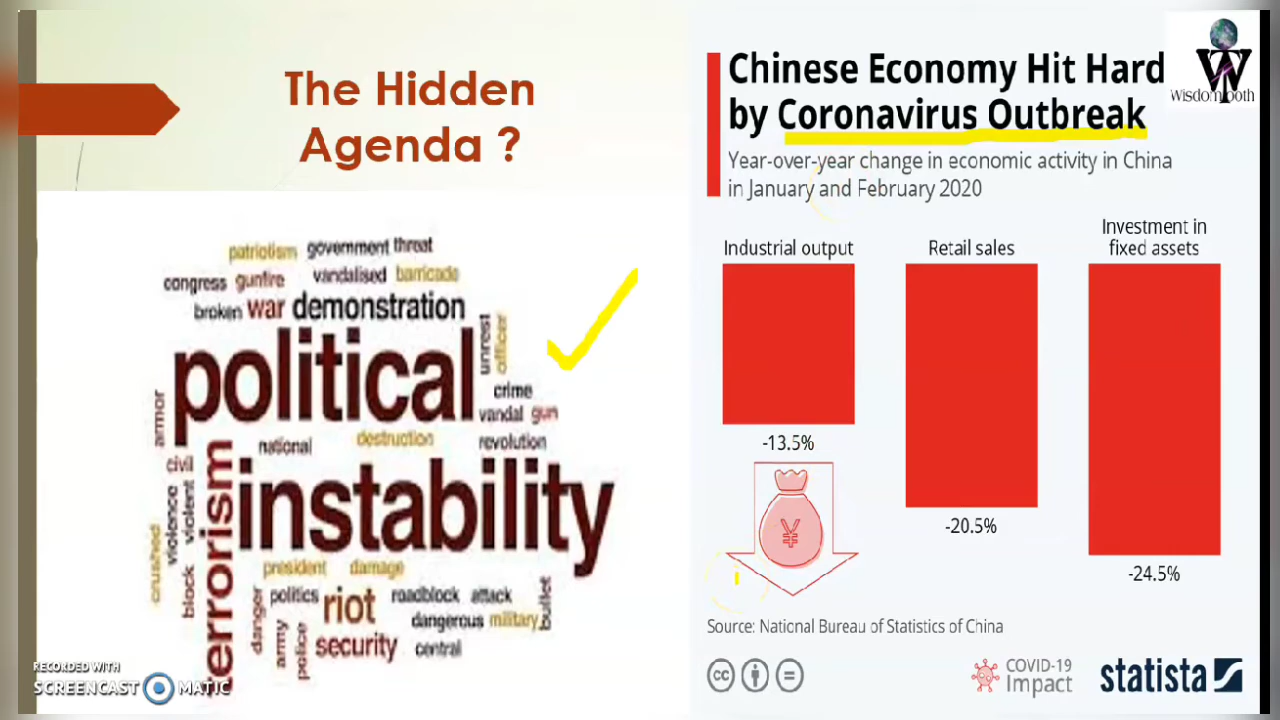 The Hidden
Agenda ?
patriotism government threat
congress gunfire vandalised barricade
broken war demonstration
unrest officer
political
armor
crime
vandal gun
national destruction revolution
civil
terrorism
instability
violence violent
crushed
block
president damage
danger politics riot roadblock attack
army police dangerous military bullet
security central
RECORDED WITH
SCREENCAST MATIC
Chinese Economy Hit Hard
by Coronavirus Outbreak
Wisdomtooth
Year-over-year change in economic activity in China
in January and February 2020
Industrial output
Retail sales
Investment in
fixed assets
-13.5%
-20.5%
-24.5%
¥
Source: National Bureau of Statistics of China
cc
COVID-19
Impact
statista